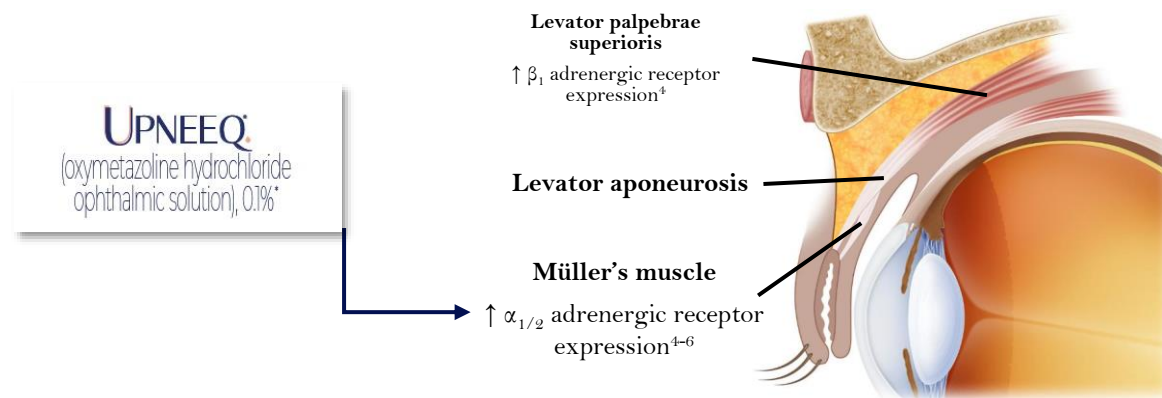 UPNEEQ®
(oxymetazoline hydrochloride
ophthalmic solution), 0.1%*
Levator palpebrae
superioris
↑ β₁ adrenergic receptor
expression⁴
Levator aponeurosis
Müller’s muscle
↑ α₁/₂ adrenergic receptor
expression⁴⁻⁶